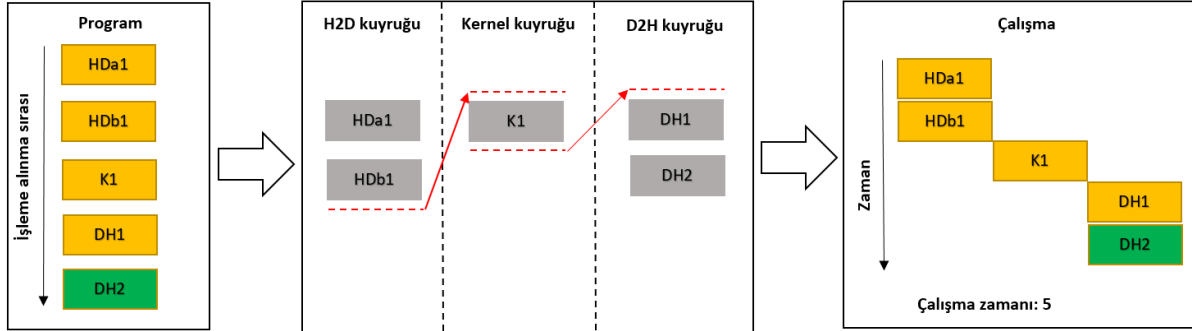 Program
İşleme alınma sırası
HDa1
HDb1
K1
DH1
DH2
H2D kuyruğu
Kernel kuyruğu
D2H kuyruğu
HDa1
K1
DH1
HDb1
DH2
Çalışma
Zaman
HDa1
HDb1
K1
DH1
DH2
Çalışma zamanı: 5